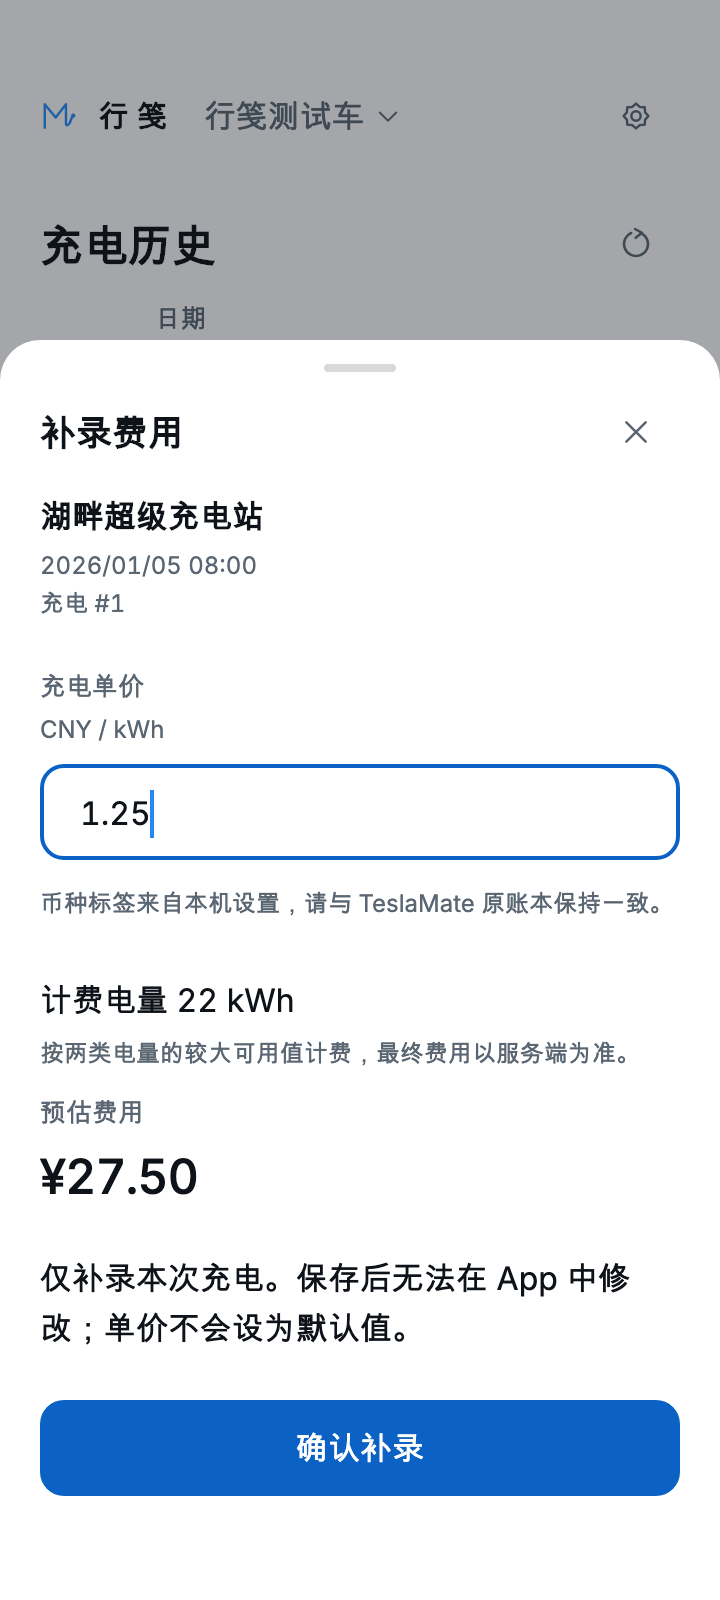 行笺 行笺测试车
充电历史
日期
补录费用
湖畔超级充电站
2026/01/05 08:00
充电 #1
充电单价
CNY / kWh
1.25
币种标签来自本机设置，请与 TeslaMate 原账本保持一致。
计费电量 22 kWh
按两类电量的较大可用值计费，最终费用以服务端为准。
预估费用
¥27.50
仅补录本次充电。保存后无法在 App 中修
改；单价不会设为默认值。
确认补录